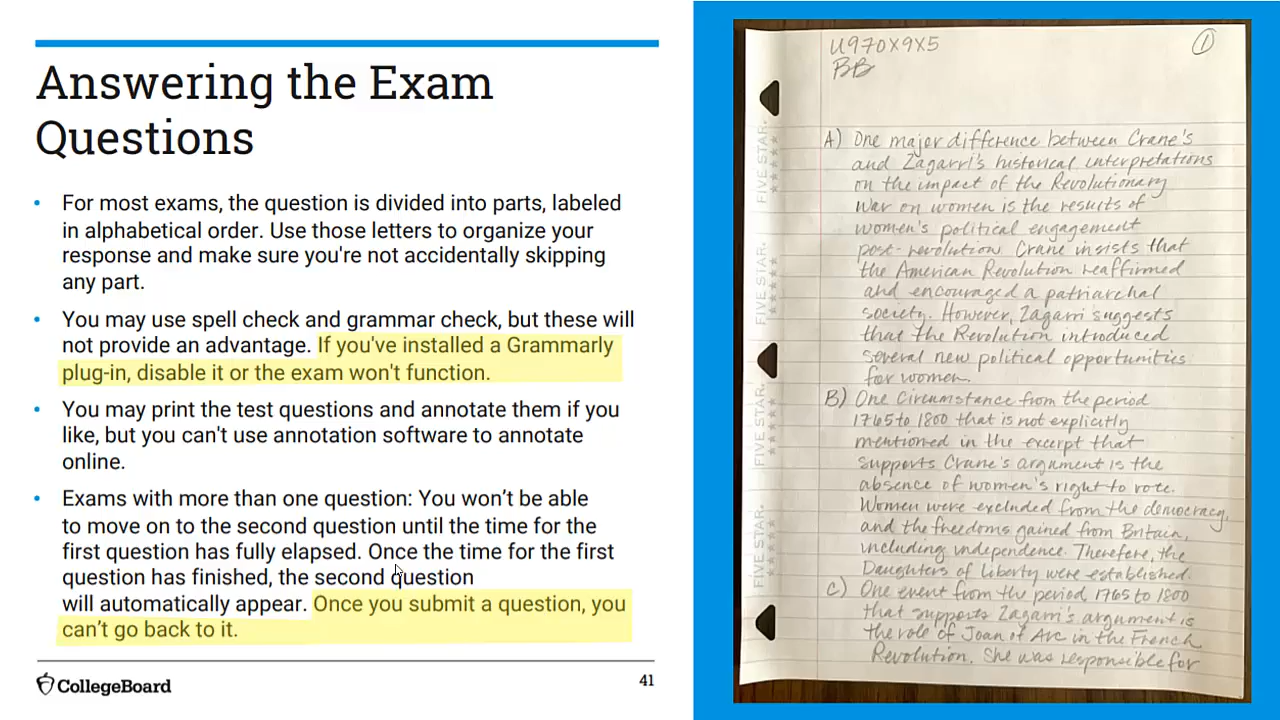 Answering the Exam
Questions
• For most exams, the question is divided into parts, labeled
in alphabetical order. Use those letters to organize your
response and make sure you're not accidentally skipping
any part.
• You may use spell check and grammar check, but these will
not provide an advantage. If you've installed a Grammarly
plug-in, disable it or the exam won't function.
• You may print the test questions and annotate them if you
like, but you can't use annotation software to annotate
online.
• Exams with more than one question: You won’t be able
to move on to the second question until the time for the
first question has fully elapsed. Once the time for the first
question has finished, the second question
will automatically appear. Once you submit a question, you
can’t go back to it.
CollegeBoard
41
U970X9X5
1
BB
A) One major difference between Crane's
and Zagarri's historical interpretations
on the impact of the Revolutionary
War on women is the results of
women's political engagement
post-revolution. Crane insists that
the American Revolution reaffirmed
and encouraged a patriarchal
society. However, Zagarri suggests
that the Revolution introduced
several new political opportunities
for women.
B) One circumstance from the period
1765 to 1800 that is not explicitly
mentioned in the excerpt that
supports Crane's argument is the
absence of women's right to vote.
Women were excluded from the democracy,
and the freedoms gained from Britain,
including independence. Therefore, the
Daughters of Liberty were established.
C) One event from the period 1765 to 1800
that supports Zagarri's argument is
the role of Joan of Arc in the French
Revolution. She was responsible for
FIVE STAR.
FIVE STAR.
FIVE STAR.
FIVE STAR.